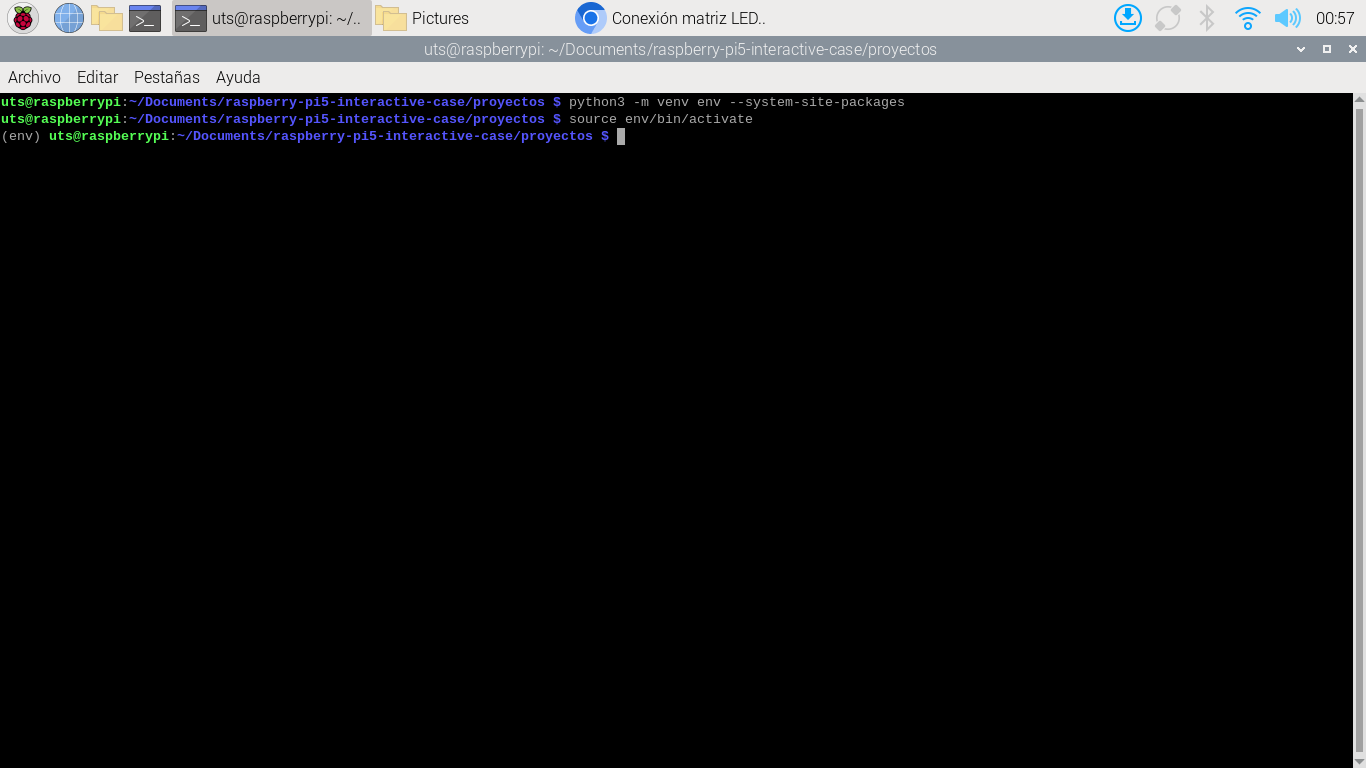 uts@raspberrypi: ~/.. Pictures Conexión matriz LED.. 00:57
uts@raspberrypi: ~/Documents/raspberry-pi5-interactive-case/proyectos
Archivo Editar Pestañas Ayuda
uts@raspberrypi:~/Documents/raspberry-pi5-interactive-case/proyectos $ python3 -m venv env --system-site-packages
uts@raspberrypi:~/Documents/raspberry-pi5-interactive-case/proyectos $ source env/bin/activate
(env) uts@raspberrypi:~/Documents/raspberry-pi5-interactive-case/proyectos $